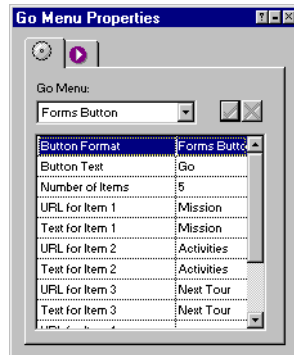 Go Menu Properties
Go Menu:
Forms Button
Button Format Forms Butto
Button Text Go
Number of Items 5
URL for Item 1 Mission
Text for Item 1 Mission
URL for Item 2 Activities
Text for Item 2 Activities
URL for Item 3 Next Tour
Text for Item 3 Next Tour